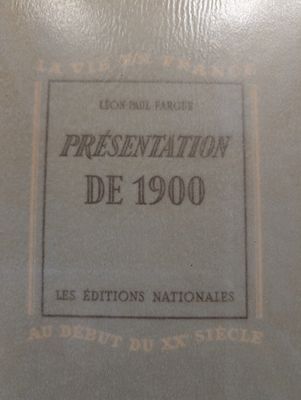 LA VIE EN FRANCE
LÉON-PAUL FARGUE
PRÉSENTATION
DE 1900
LES ÉDITIONS NATIONALES
AU DÉBUT DU XXE SIÈCLE